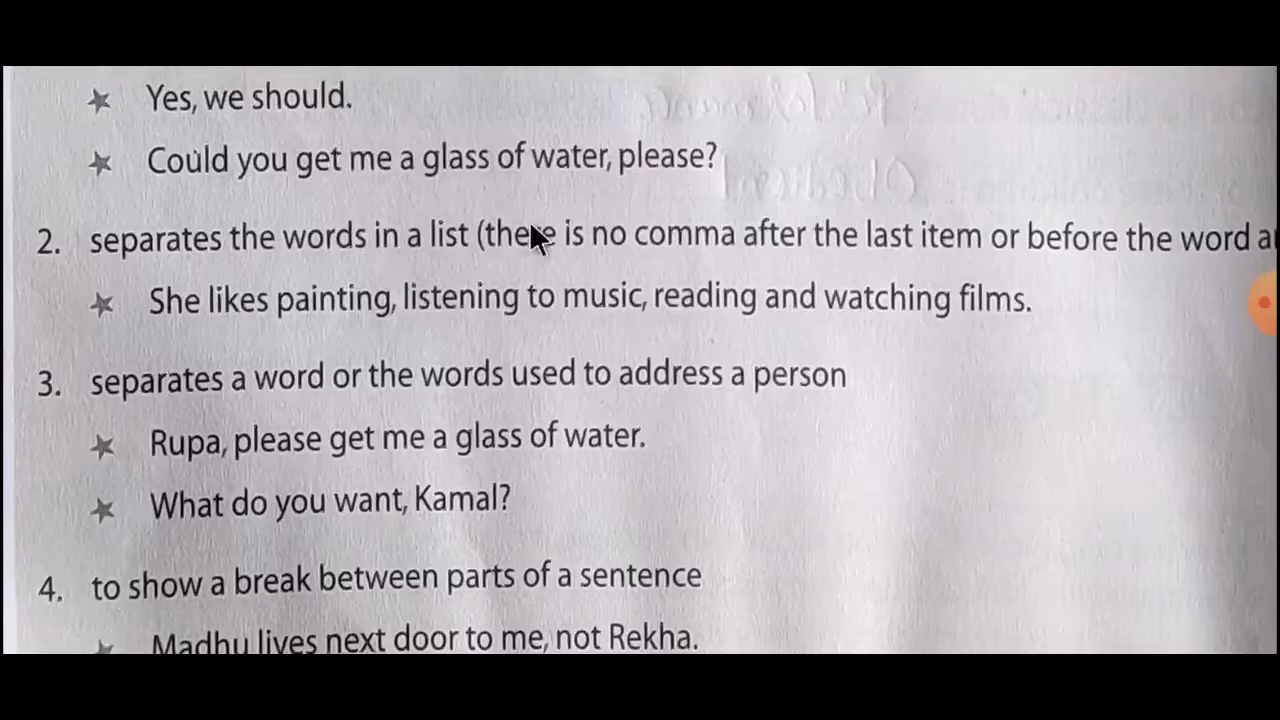 ★ Yes, we should.
★ Could you get me a glass of water, please?
2. separates the words in a list (there is no comma after the last item or before the word
★ She likes painting, listening to music, reading and watching films.
3. separates a word or the words used to address a person
★ Rupa, please get me a glass of water.
★ What do you want, Kamal?
4. to show a break between parts of a sentence
★ Madhu lives next door to me, not Rekha.